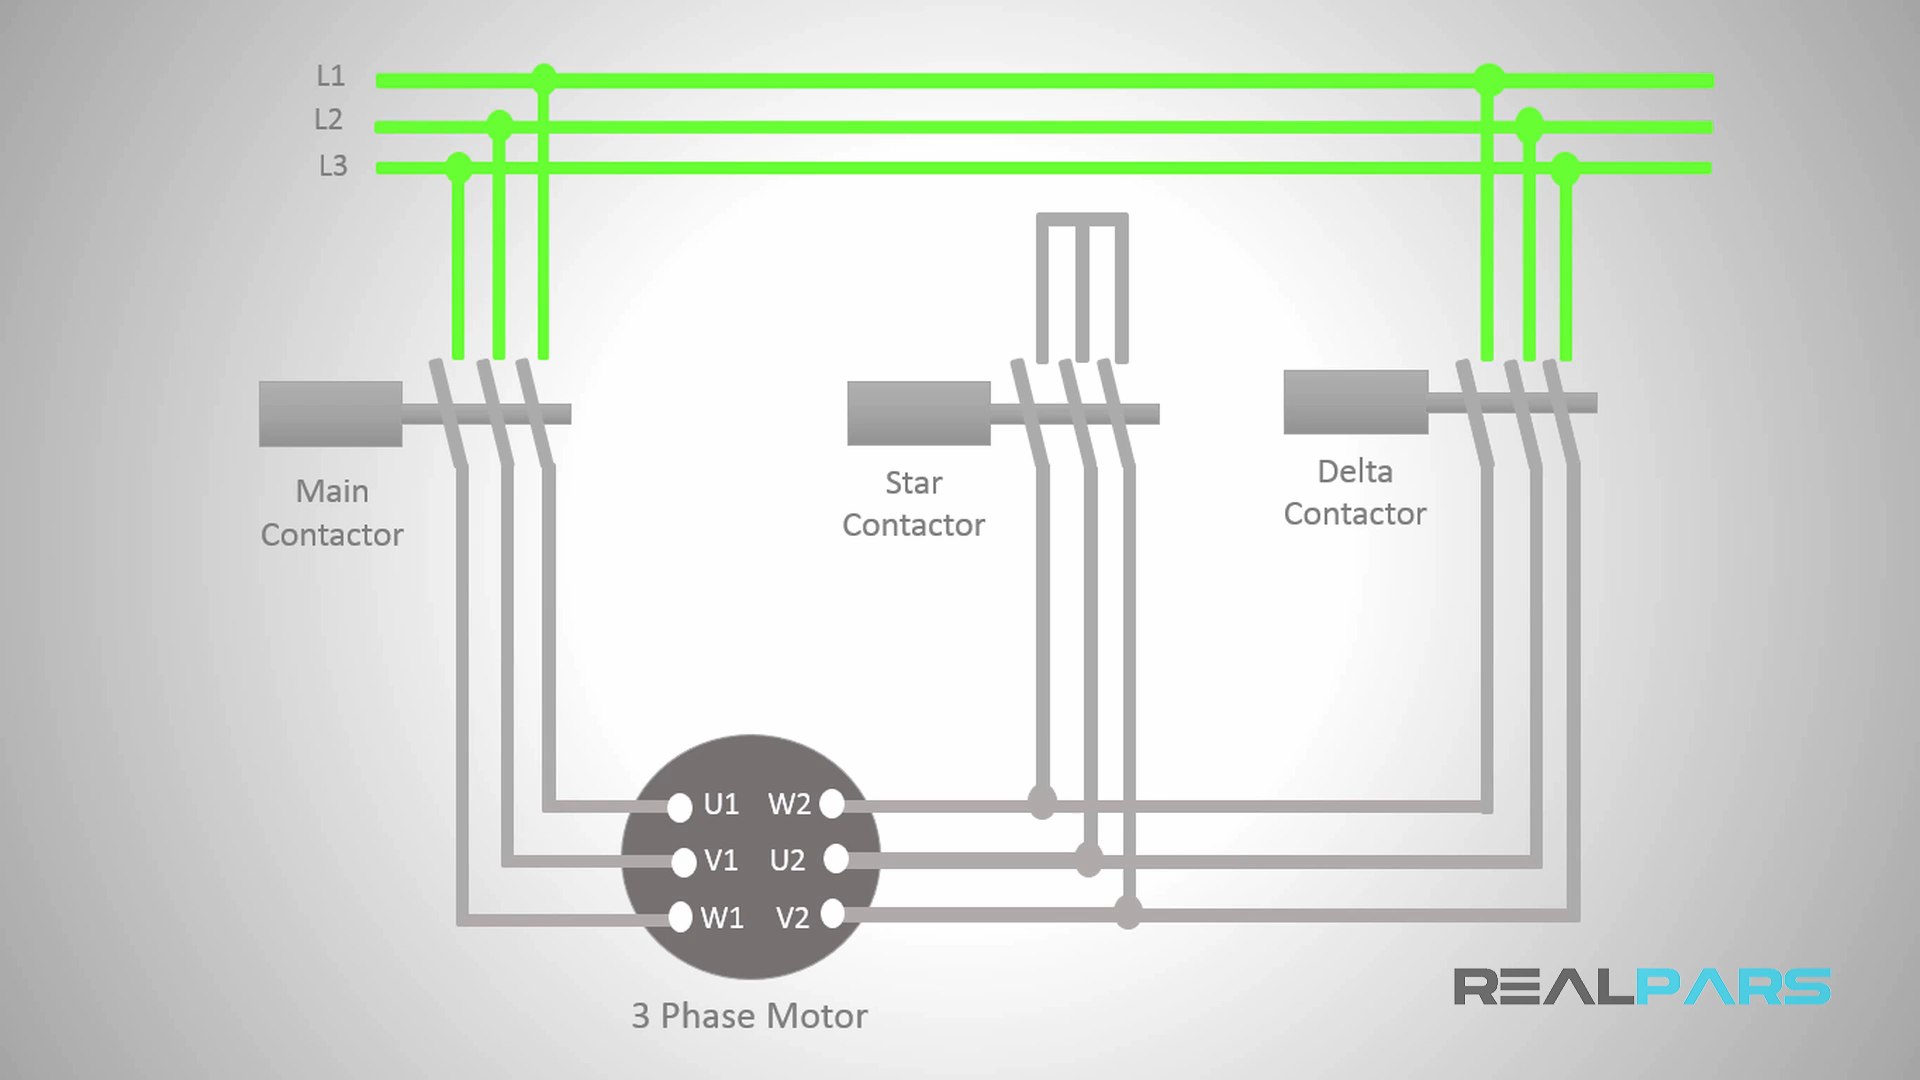 L1
L2
L3
Main
Contactor
Star
Contactor
Delta
Contactor
U1 W2
V1 U2
W1 V2
3 Phase Motor
REALPARS